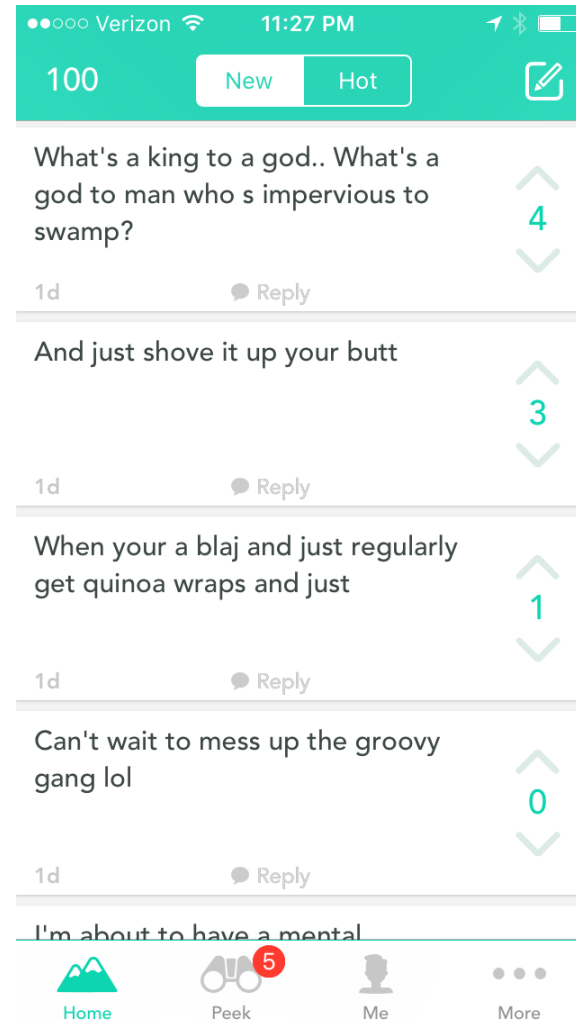 Verizon 11:27 PM
100 New Hot
What's a king to a god.. What's a
god to man who s impervious to
swamp?
4
1d Reply
And just shove it up your butt
3
1d Reply
When your a blaj and just regularly
get quinoa wraps and just
1
1d Reply
Can't wait to mess up the groovy
gang lol
0
1d Reply
I'm about to have a mental
5
Home Peek Me More